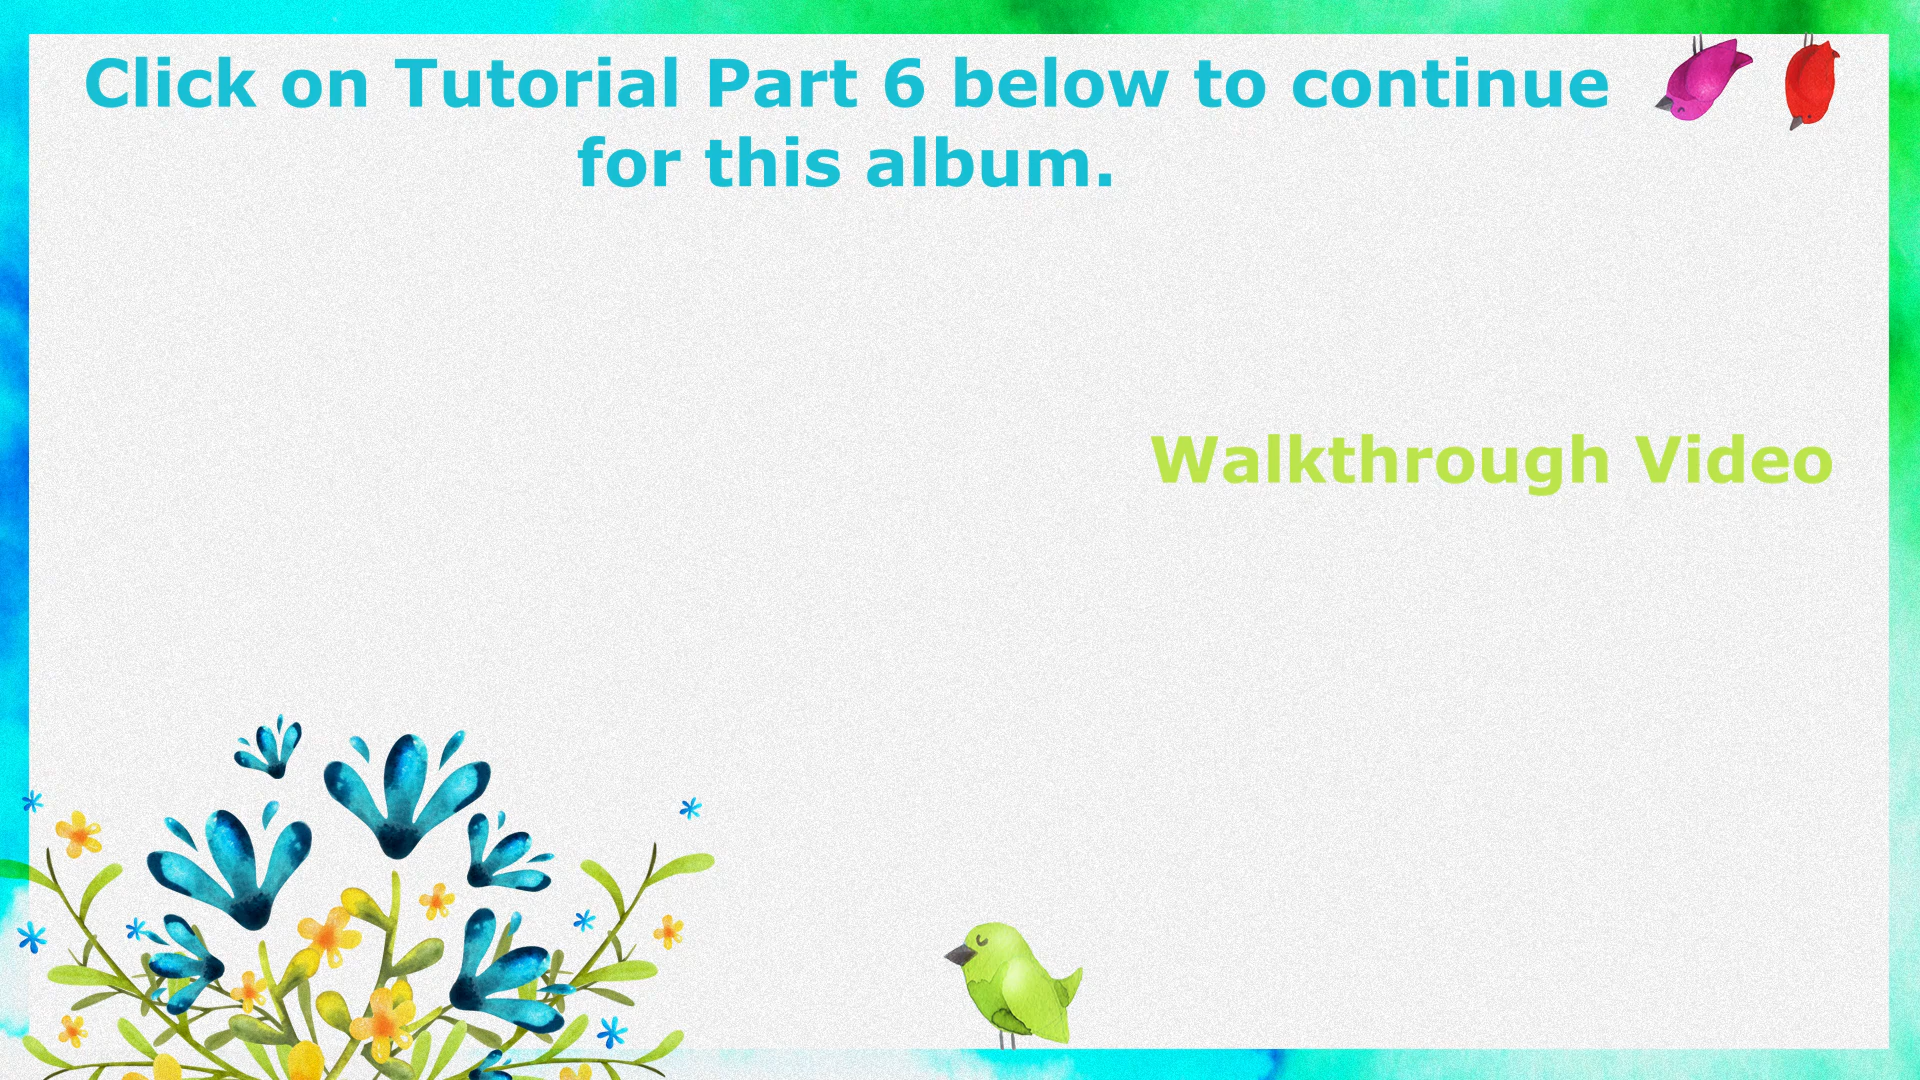 Click on Tutorial Part 6 below to continue
for this album.
Walkthrough Video